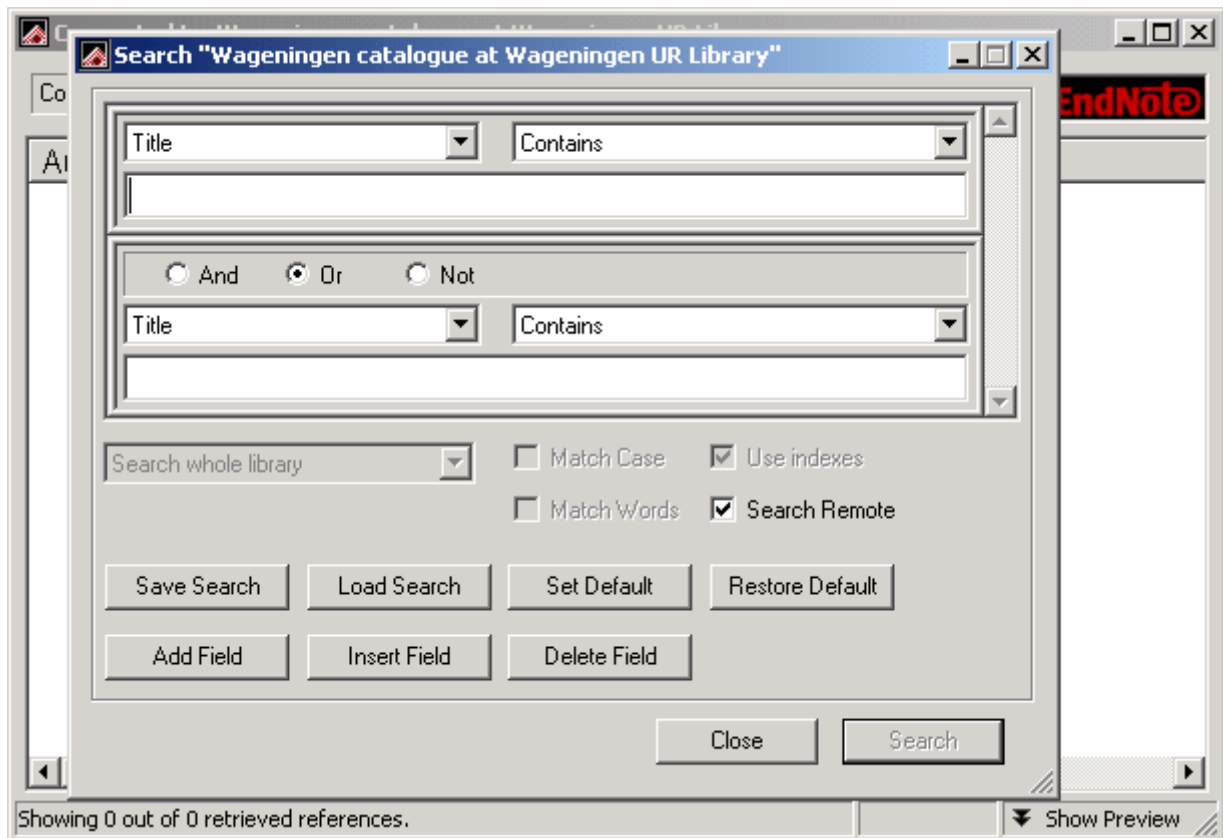 Search "Wageningen catalogue at Wageningen UR Library"
Co
EndNote
Title Contains
Au
And Or Not
Title Contains
Search whole library Match Case Use indexes
Match Words Search Remote
Save Search Load Search Set Default Restore Default
Add Field Insert Field Delete Field
Close Search
Showing 0 out of 0 retrieved references. Show Preview